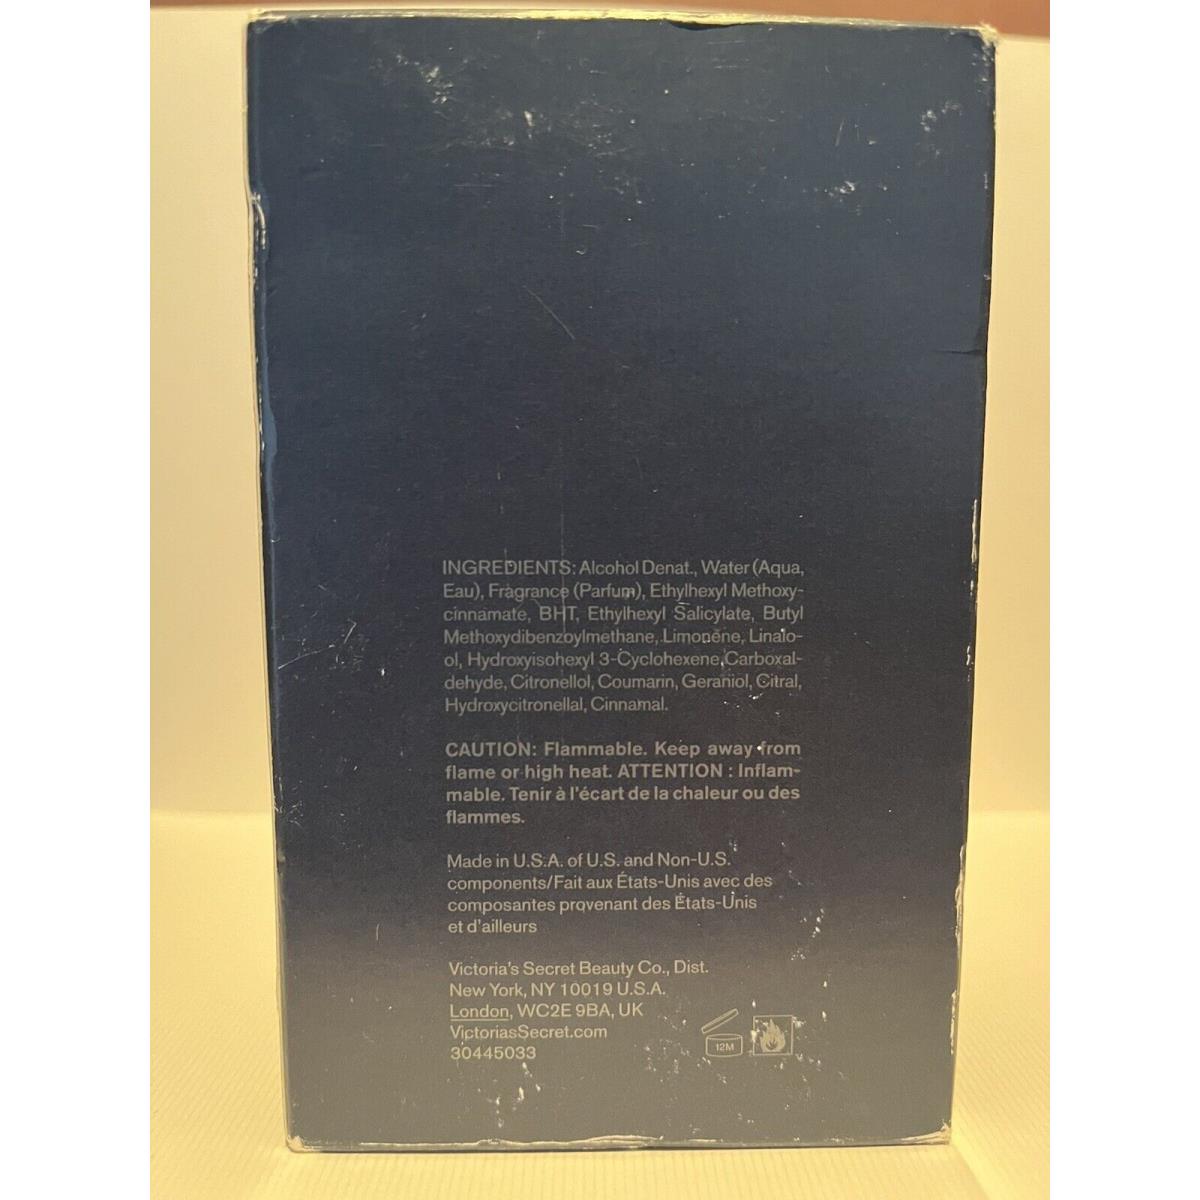 INGREDIENTS: Alcohol Denat., Water (Aqua,
Eau), Fragrance (Parfum), Ethylhexyl Methoxy-
cinnamate, BHT, Ethylhexyl Salicylate, Butyl
Methoxydibenzoylmethane, Limonene, Linalo-
ol, Hydroxyisohexyl 3-Cyclohexene Carboxal-
dehyde, Citronellol, Coumarin, Geraniol, Citral,
Hydroxycitronellal, Cinnamal.
CAUTION: Flammable. Keep away from
flame or high heat. ATTENTION : Inflam-
mable. Tenir à l'écart de la chaleur ou des
flammes.
Made in U.S.A. of U.S. and Non-U.S.
components/Fait aux États-Unis avec des
composantes provenant des États-Unis
et d'ailleurs
Victoria's Secret Beauty Co., Dist.
New York, NY 10019 U.S.A.
London, WC2E 9BA, UK
VictoriasSecret.com
30445033
12M